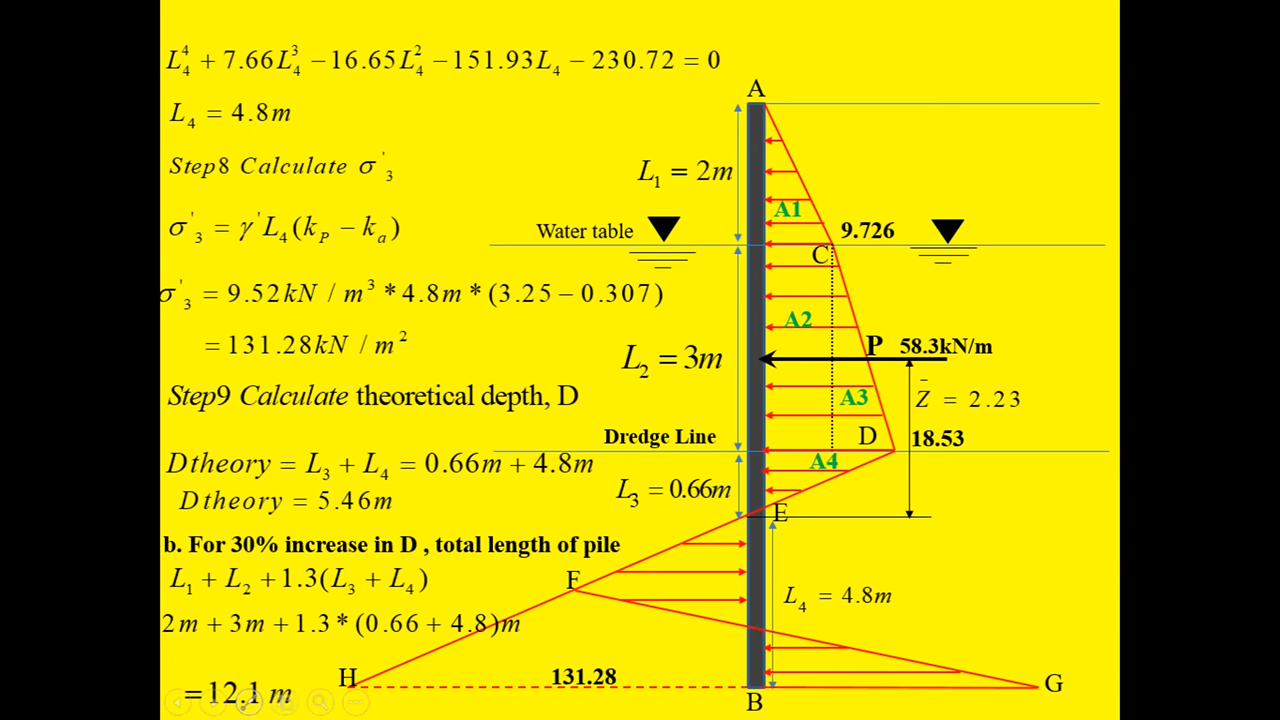 L₄⁴ + 7.66L₄³ − 16.65L₄² − 151.93L₄ − 230.72 = 0
L₄ = 4.8m
Step8 Calculate σ'₃
σ'₃ = γ'L₄(kₚ − kₐ)
σ'₃ = 9.52kN / m³ * 4.8m * (3.25 − 0.307)
= 131.28kN / m²
Step9 Calculate theoretical depth, D
Dtheory = L₃ + L₄ = 0.66m + 4.8m
Dtheory = 5.46m
b. For 30% increase in D , total length of pile
L₁ + L₂ + 1.3(L₃ + L₄)
2m + 3m + 1.3 * (0.66 + 4.8)m
= 12.1 m
A
L₁ = 2m
A1
Water table
9.726
C
A2
L₂ = 3m
P 58.3kN/m
A3
Z̄ = 2.23
Dredge Line
D
18.53
A4
L₃ = 0.66m
E
F
L₄ = 4.8m
H
131.28
B
G